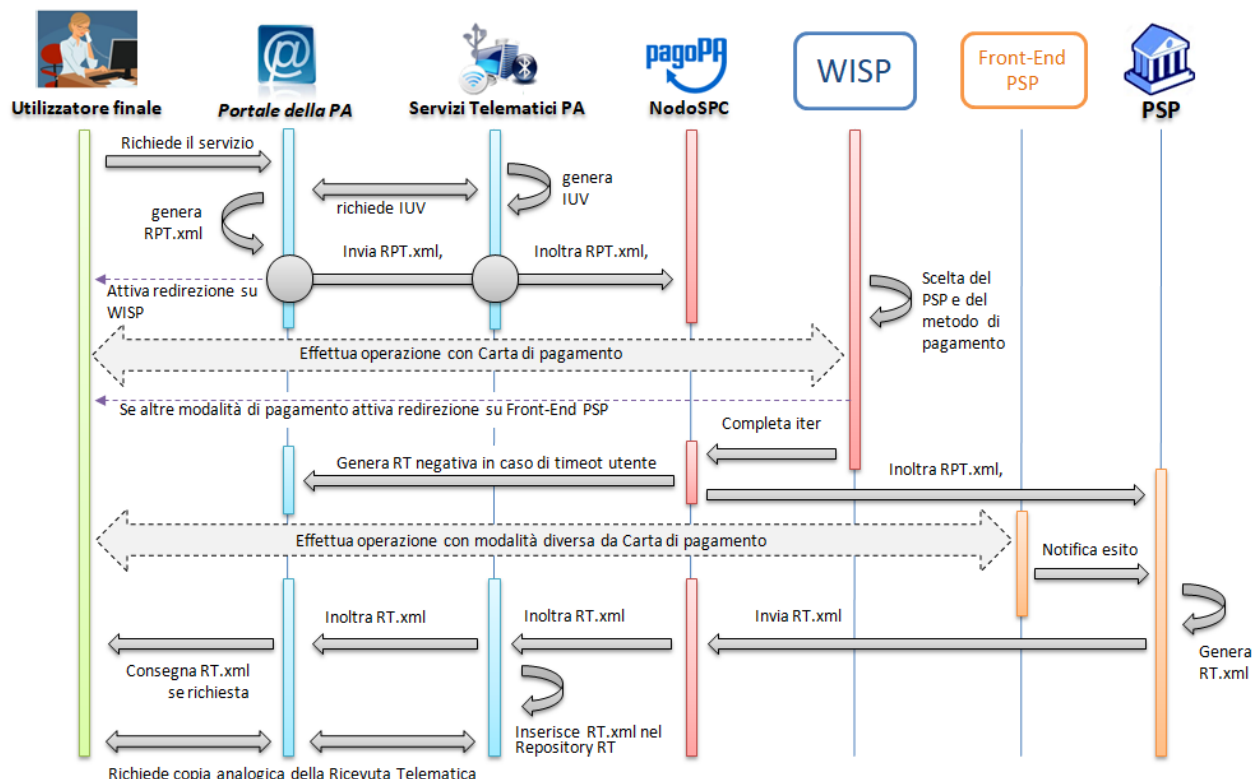 pagoPA
WISP
Front-End
PSP
Utilizzatore finale
Portale della PA
Servizi Telematici PA
NodoSPC
PSP
Richiede il servizio
genera
IUV
richiede IUV
genera
RPT.xml
Invia RPT.xml,
Inoltra RPT.xml,
Attiva redirezione su
WISP
Scelta del
PSP e del
metodo di
pagamento
Effettua operazione con Carta di pagamento
Se altre modalità di pagamento attiva redirezione su Front-End PSP
Completa iter
Genera RT negativa in caso di timeot utente
Inoltra RPT.xml,
Effettua operazione con modalità diversa da Carta di pagamento
Notifica esito
Inoltra RT.xml
Inoltra RT.xml
Invia RT.xml
Genera
RT.xml
Consegna RT.xml
se richiesta
Inserisce RT.xml nel
Repository RT
Richiede copia analogica della Ricevuta Telematica